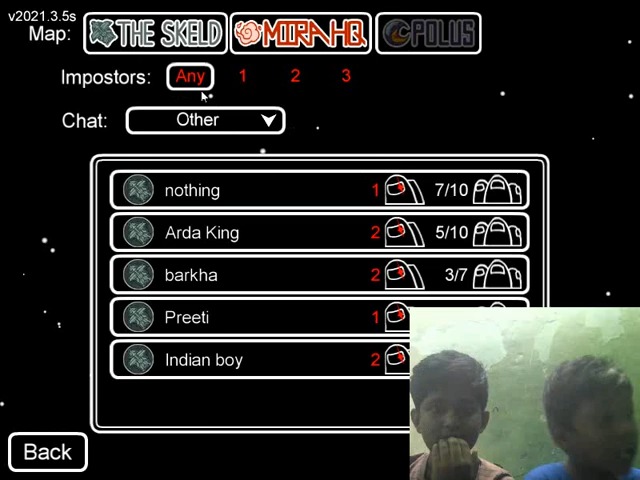 v2021.3.5s
Map: THE SKELD MIRA HQ POLUS
Impostors: Any 1 2 3
Chat: Other
nothing 1 7/10
Arda King 2 5/10
barkha 2 3/7
Preeti 1
Indian boy 2
Back